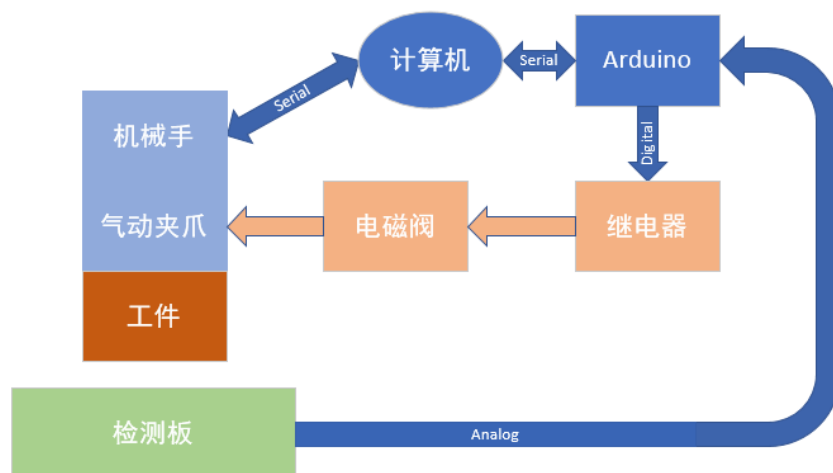 计算机
Serial
Arduino
Serial
机械手
Digital
气动夹爪
电磁阀
继电器
工件
检测板
Analog